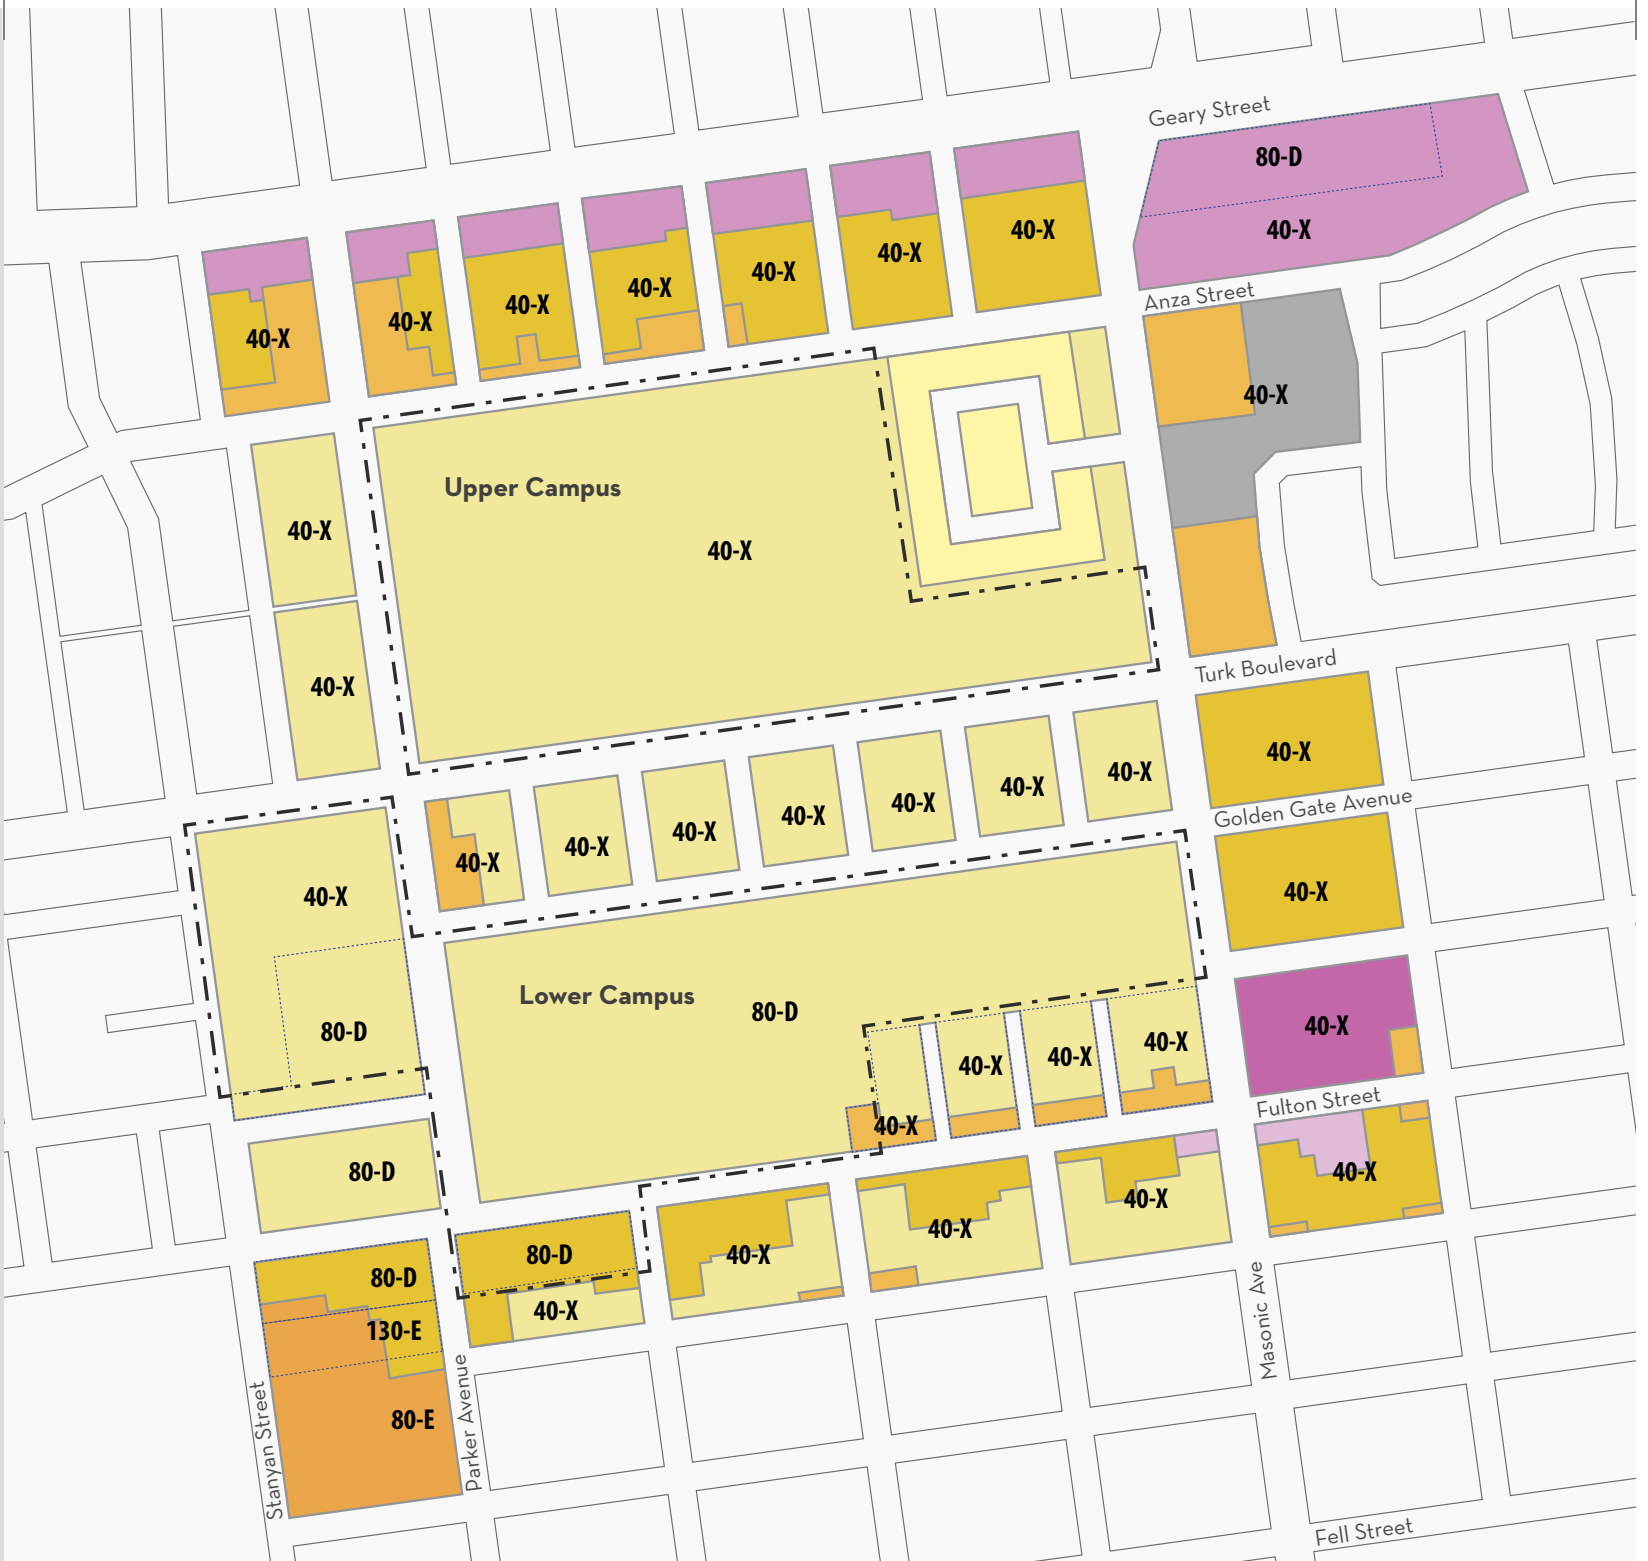 Geary Street
80-D
40-X
40-X
40-X
40-X
40-X
40-X
40-X
40-X
40-X
Anza Street
40-X
Upper Campus
40-X
40-X
40-X
Turk Boulevard
40-X
40-X
40-X
40-X
40-X
40-X
40-X
40-X
Golden Gate Avenue
40-X
40-X
80-D
Lower Campus
80-D
40-X
40-X
40-X
40-X
40-X
Fulton Street
40-X
80-D
80-D
40-X
40-X
40-X
40-X
80-D
130-E
80-E
Stanyan Street
Parker Avenue
Masonic Ave
Fell Street